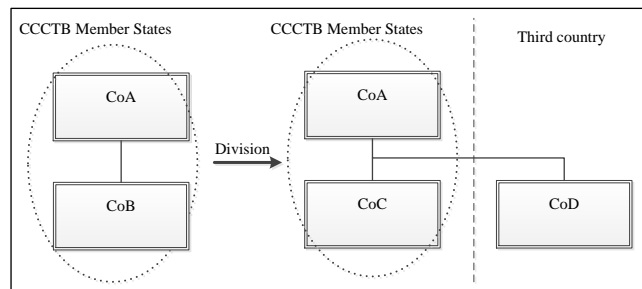 CCCTB Member States
CCCTB Member States
Third country
CoA
CoA
Division
CoB
CoC
CoD